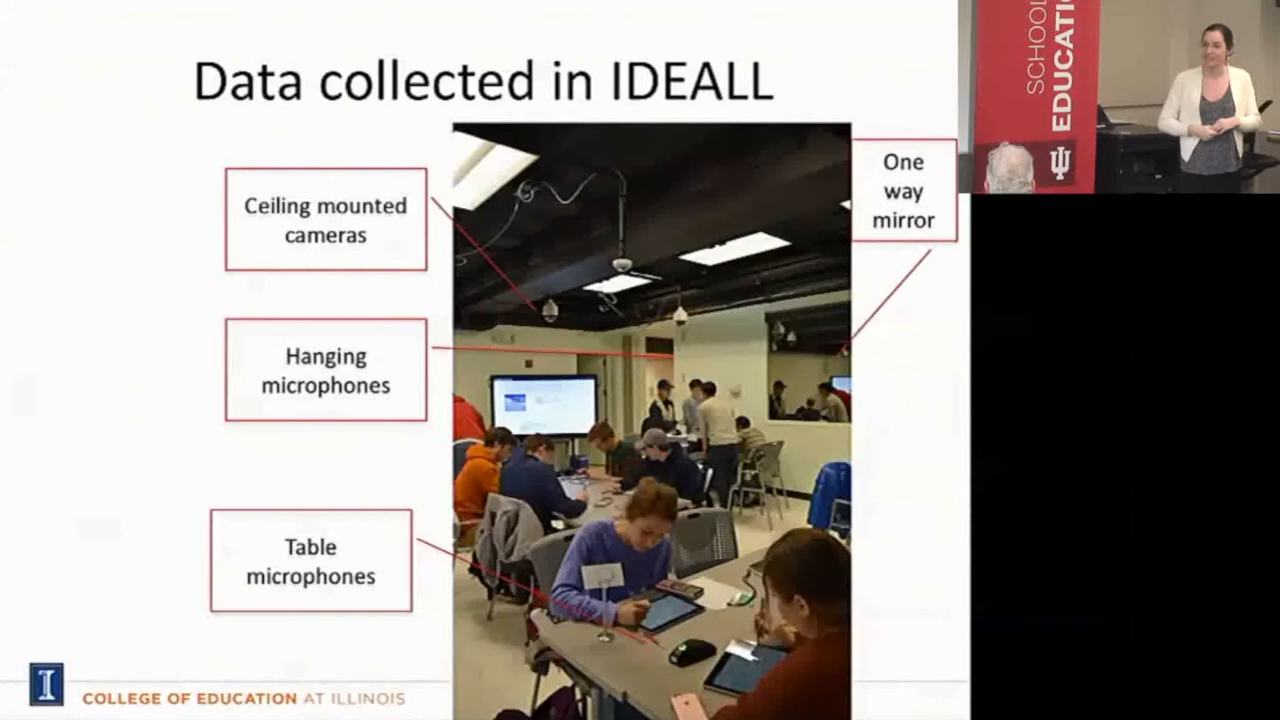 Data collected in IDEALL
Ceiling mounted
cameras
Hanging
microphones
Table
microphones
One
way
mirror
COLLEGE OF EDUCATION AT ILLINOIS
SCHOOL
EDUCATI